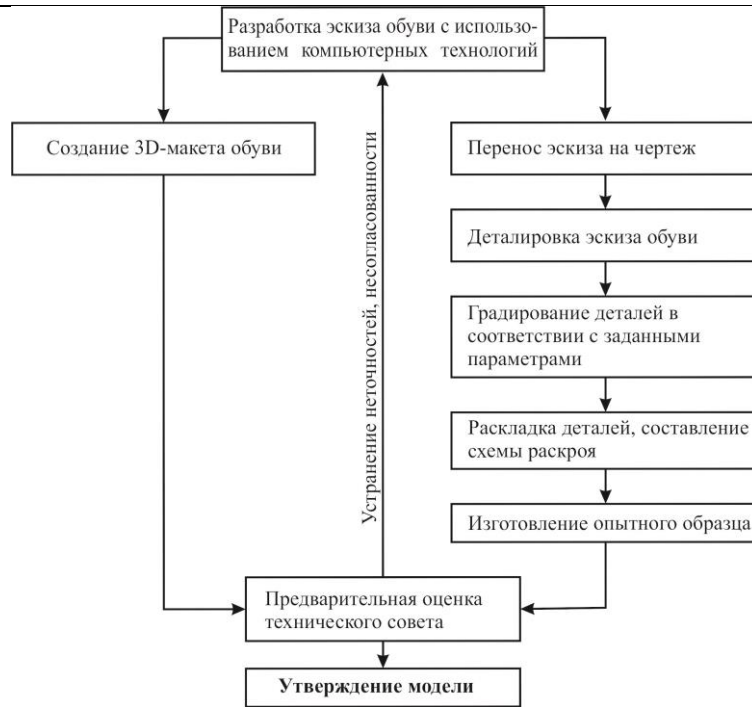 Разработка эскиза обуви с использо-
ванием компьютерных технологий
Создание 3D-макета обуви
Устранение неточностей, несогласованности
Перенос эскиза на чертеж
Деталировка эскиза обуви
Градирование деталей в
соответствии с заданными
параметрами
Раскладка деталей, составление
схемы раскроя
Изготовление опытного образца
Предварительная оценка
технического совета
Утверждение модели